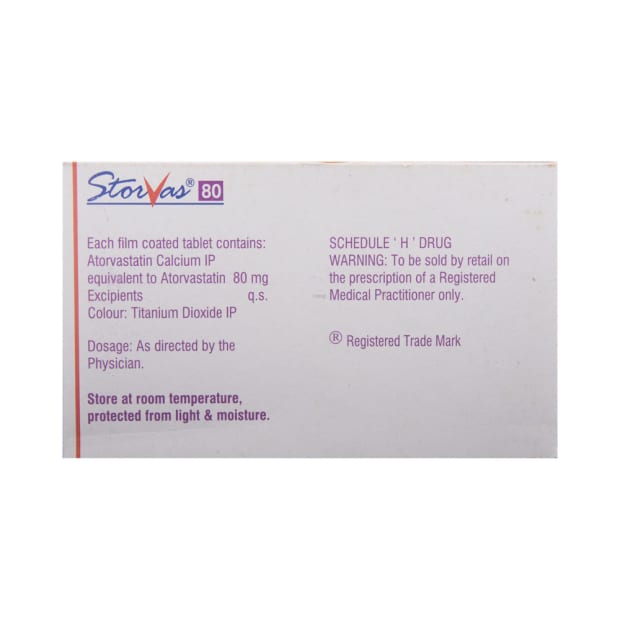 Storvas® 80
Each film coated tablet contains:
Atorvastatin Calcium IP
equivalent to Atorvastatin 80 mg
Excipients q.s.
Colour: Titanium Dioxide IP
Dosage: As directed by the
Physician.
Store at room temperature,
protected from light & moisture.
SCHEDULE ' H ' DRUG
WARNING: To be sold by retail on
the prescription of a Registered
Medical Practitioner only.
® Registered Trade Mark